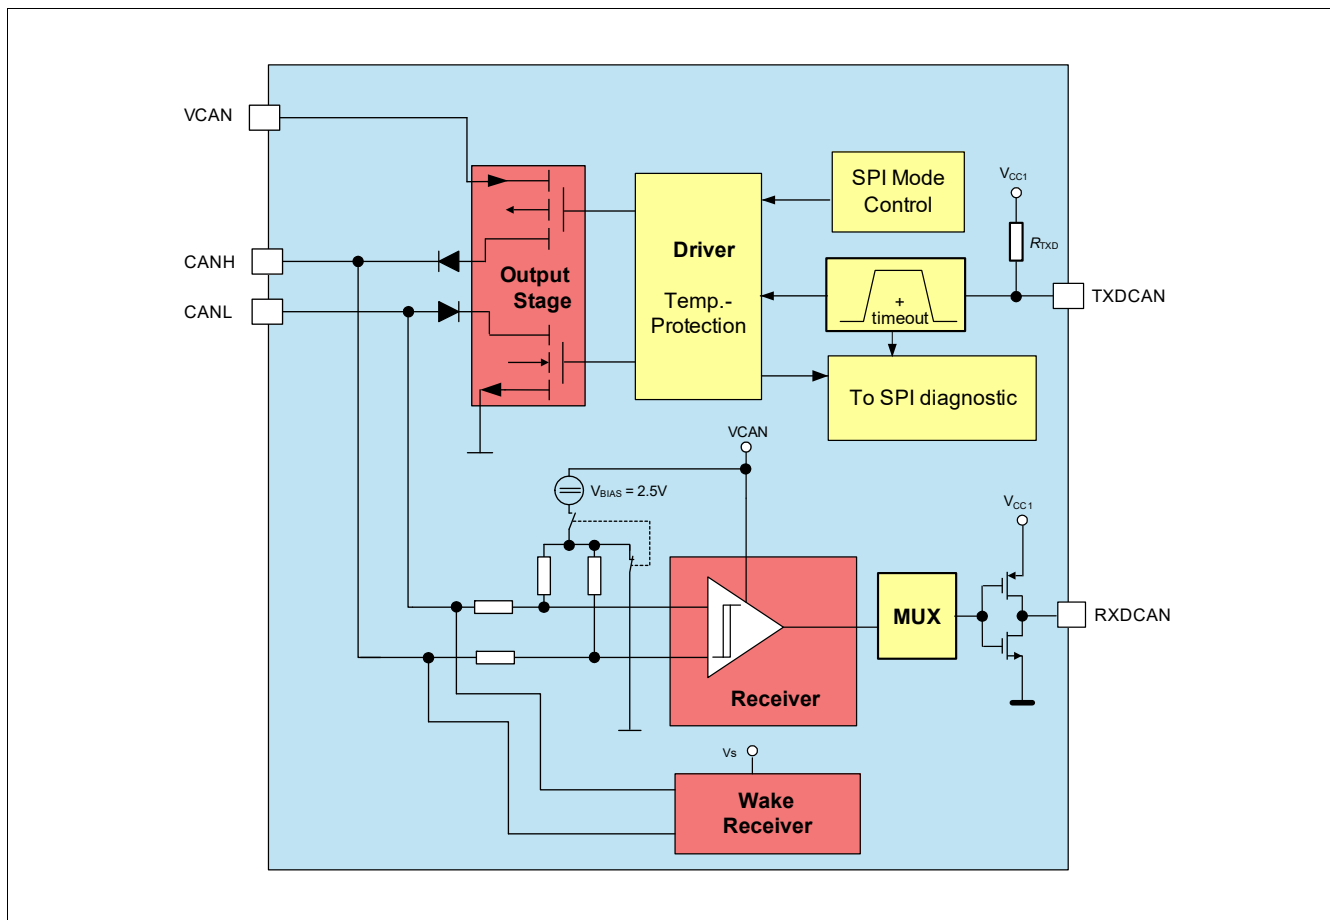 VCAN
SPI Mode
Control
VCC1
RTXD
CANH
CANL
Output
Stage
Driver
Temp.-
Protection
+
timeout
TXDCAN
To SPI diagnostic
VCAN
VBIAS = 2.5V
VCC1
MUX
RXDCAN
Receiver
Vs
Wake
Receiver